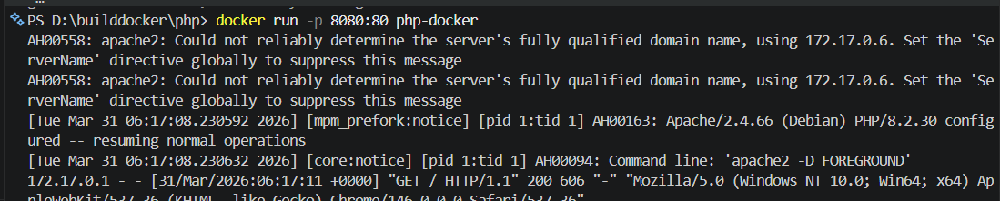 PS D:\builddocker\php> docker run -p 8080:80 php-docker
AH00558: apache2: Could not reliably determine the server's fully qualified domain name, using 172.17.0.6. Set the 'Se
rverName' directive globally to suppress this message
AH00558: apache2: Could not reliably determine the server's fully qualified domain name, using 172.17.0.6. Set the 'Se
rverName' directive globally to suppress this message
[Tue Mar 31 06:17:08.230592 2026] [mpm_prefork:notice] [pid 1:tid 1] AH00163: Apache/2.4.66 (Debian) PHP/8.2.30 config
ured -- resuming normal operations
[Tue Mar 31 06:17:08.230632 2026] [core:notice] [pid 1:tid 1] AH00094: Command line: 'apache2 -D FOREGROUND'
172.17.0.1 - - [31/Mar/2026:06:17:11 +0000] "GET / HTTP/1.1" 200 606 "-" "Mozilla/5.0 (Windows NT 10.0; Win64; x64) Ap
pleWebKit/537.36 (KHTML, like Gecko) Chrome/146.0.0.0 Safari/537.36"